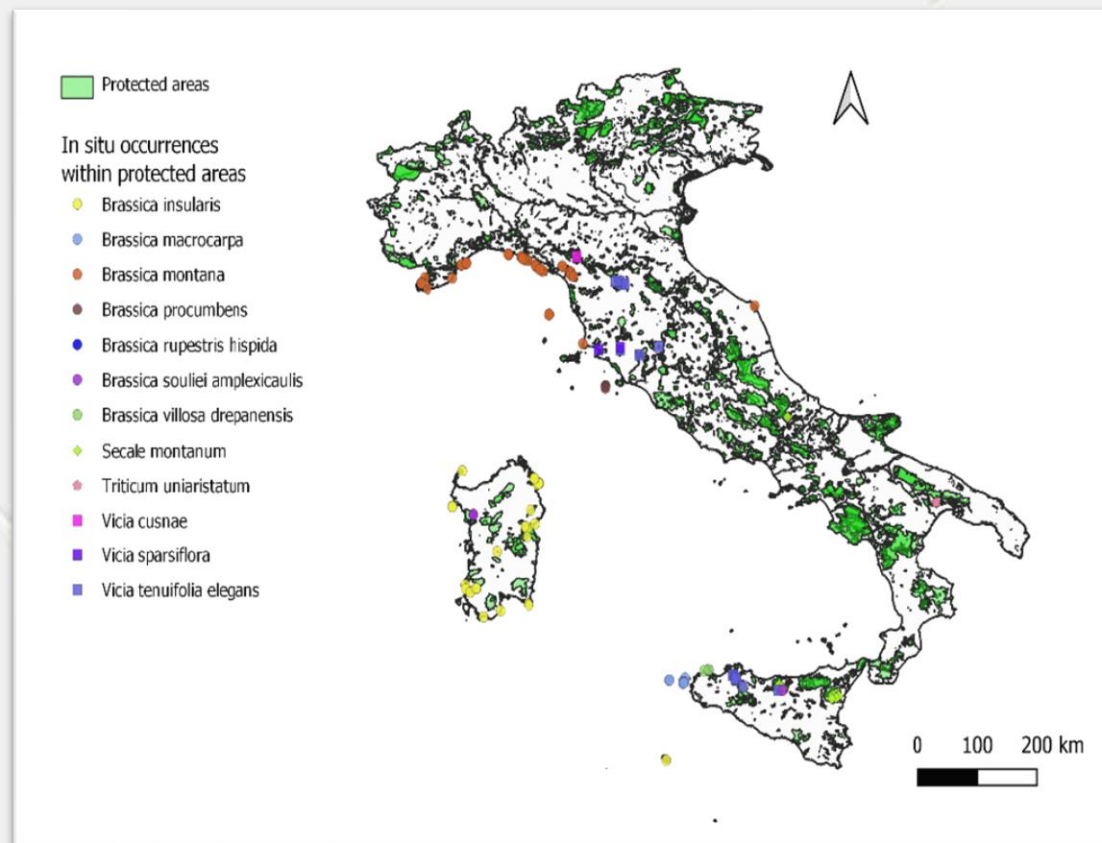 Protected areas
In situ occurrences
within protected areas
Brassica insularis
Brassica macrocarpa
Brassica montana
Brassica procumbens
Brassica rupestris hispida
Brassica souliei amplexicaulis
Brassica villosa drepanensis
Secale montanum
Triticum uniaristatum
Vicia cusnae
Vicia sparsiflora
Vicia tenuifolia elegans
0 100 200 km